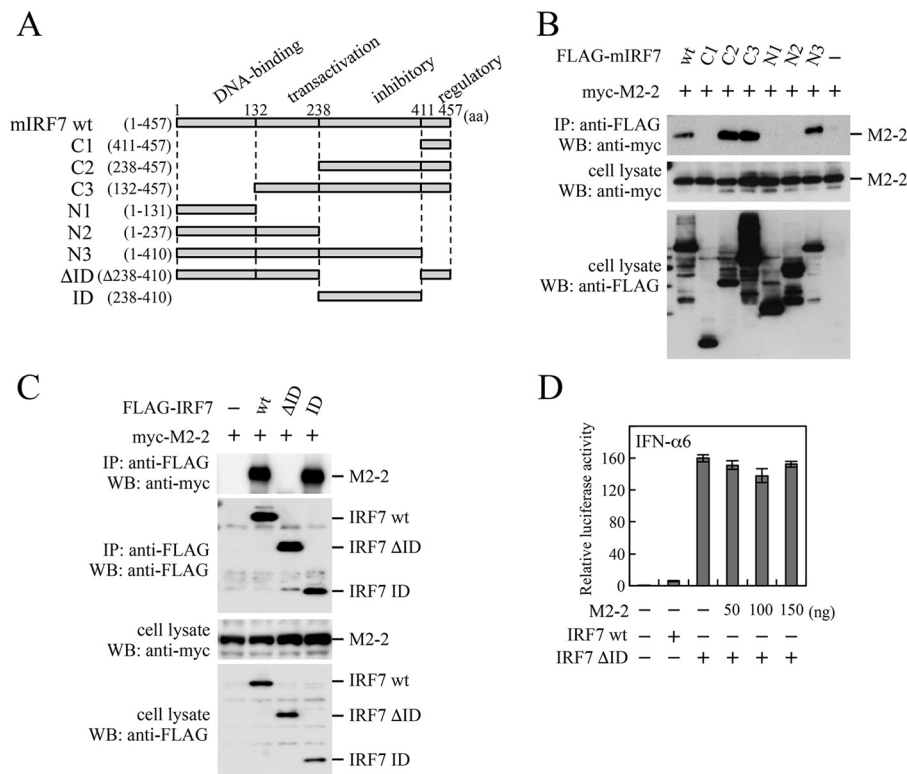 A
DNA-binding
transactivation
inhibitory
regulatory
1 132 238 411 457 (aa)
mIRF7 wt (1–457)
C1 (411–457)
C2 (238–457)
C3 (132–457)
N1 (1–131)
N2 (1–237)
N3 (1–410)
ΔID (Δ238–410)
ID (238–410)
B
FLAG-mIRF7 wt C1 C2 C3 N1 N2 N3 –
myc-M2-2 + + + + + + + +
IP: anti-FLAG
WB: anti-myc
M2-2
cell lysate
WB: anti-myc
M2-2
cell lysate
WB: anti-FLAG
C
FLAG-IRF7 – wt ΔID ID
myc-M2-2 + + + +
IP: anti-FLAG
WB: anti-myc
M2-2
IP: anti-FLAG
WB: anti-FLAG
IRF7 wt
IRF7 ΔID
IRF7 ID
cell lysate
WB: anti-myc
M2-2
cell lysate
WB: anti-FLAG
IRF7 wt
IRF7 ΔID
IRF7 ID
D
IFN-α6
Relative luciferase activity
160
120
80
40
0
M2-2 – – – 50 100 150 (ng)
IRF7 wt – + – – – –
IRF7 ΔID – – + + + +